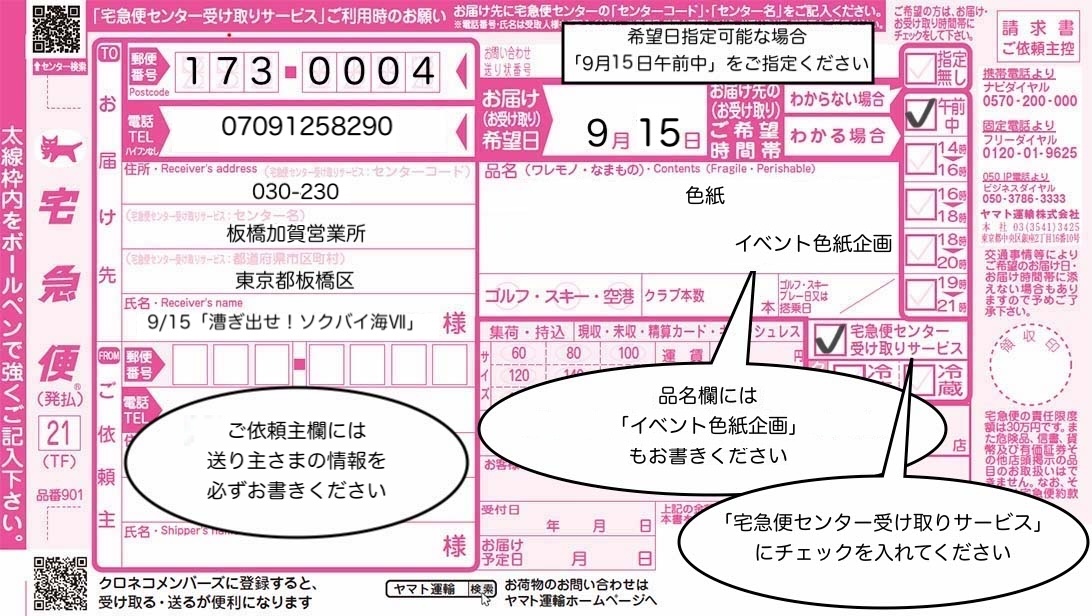 「宅急便センター受け取りサービス」ご利用時のお願い
お届け先に宅急便センターの「センターコード」・「センター名」をご記入ください。
↑センター検索
太線枠内をボールペンで強くご記入下さい。
宅急便
(発払)
21
(TF)
品番901
TO
お届け先
郵便番号
Postcode
173-0004
電話
TEL
ハイフンなし
07091258290
住所・Receiver's address (宅急便センター受け取りサービス:センターコード)
030-230
(宅急便センター受け取りサービス:センター名)
板橋加賀営業所
(宅急便センター受け取りサービス:都道府県市区町村)
東京都板橋区
氏名・Receiver's name
9/15「漕ぎ出せ!ソクバイ海Ⅶ」 様
FROM
ご依頼主
郵便番号
電話
TEL
ご依頼主欄には
送り主さまの情報を
必ずお書きください
氏名・Shipper's
様
お問い合わせ
送り状番号
希望日指定可能な場合
「9月15日午前中」をご指定ください
お届け
(お受け取り)
希望日
9月15日
お届け先の
(お受け取り)
ご希望
時間帯
わからない場合
わかる場合
ご希望の方は、お届け・
お受け取り時間帯に
チェックをして下さい。
指定無し
午前中
14時
16時
16時
18時
18時
20時
19時
21時
品名(ワレモノ・なまもの)・Contents (Fragile・Perishable)
色紙
イベント色紙企画
ゴルフ・スキー・空港
クラブ本数
本
ゴルフ・スキー
プレー日又は
搭乗日
集荷・持込
現収・未収・精算カード・キ
シュレス
60 80 100
120
運賃
円
宅急便センター
受け取りサービス
冷蔵
品名欄には
「イベント色紙企画」
もお書きください
店
お客様
「宅急便センター受け取りサービス」
にチェックを入れてください
受付日
年 月 日
お届け
予定日
月 日
請求書
ご依頼主控
携帯電話より
ナビダイヤル
0570-200-000
固定電話より
フリーダイヤル
0120-01-9625
050 IP電話より
ビジネスダイヤル
050-3786-3333
ヤマト運輸株式会社
本社 03(3541)3425
東京都中央区銀座2丁目16番10号
交通事情等により
ご希望のお届け日・
お届け時間帯に添
えない場合もあり
ますので予めご了
承下さい。
領収印
宅急便の責任限度
額は30万円です。ま
た危険品、信書、貨
幣及び有価証券そ
の他店頭掲示の品
目のお取扱いはで
きません。なお、そ
クロネコメンバーズに登録すると、
受け取る・送るが便利になります
ヤマト運輸 検索
お荷物のお問い合わせは
ヤマト運輸ホームページへ